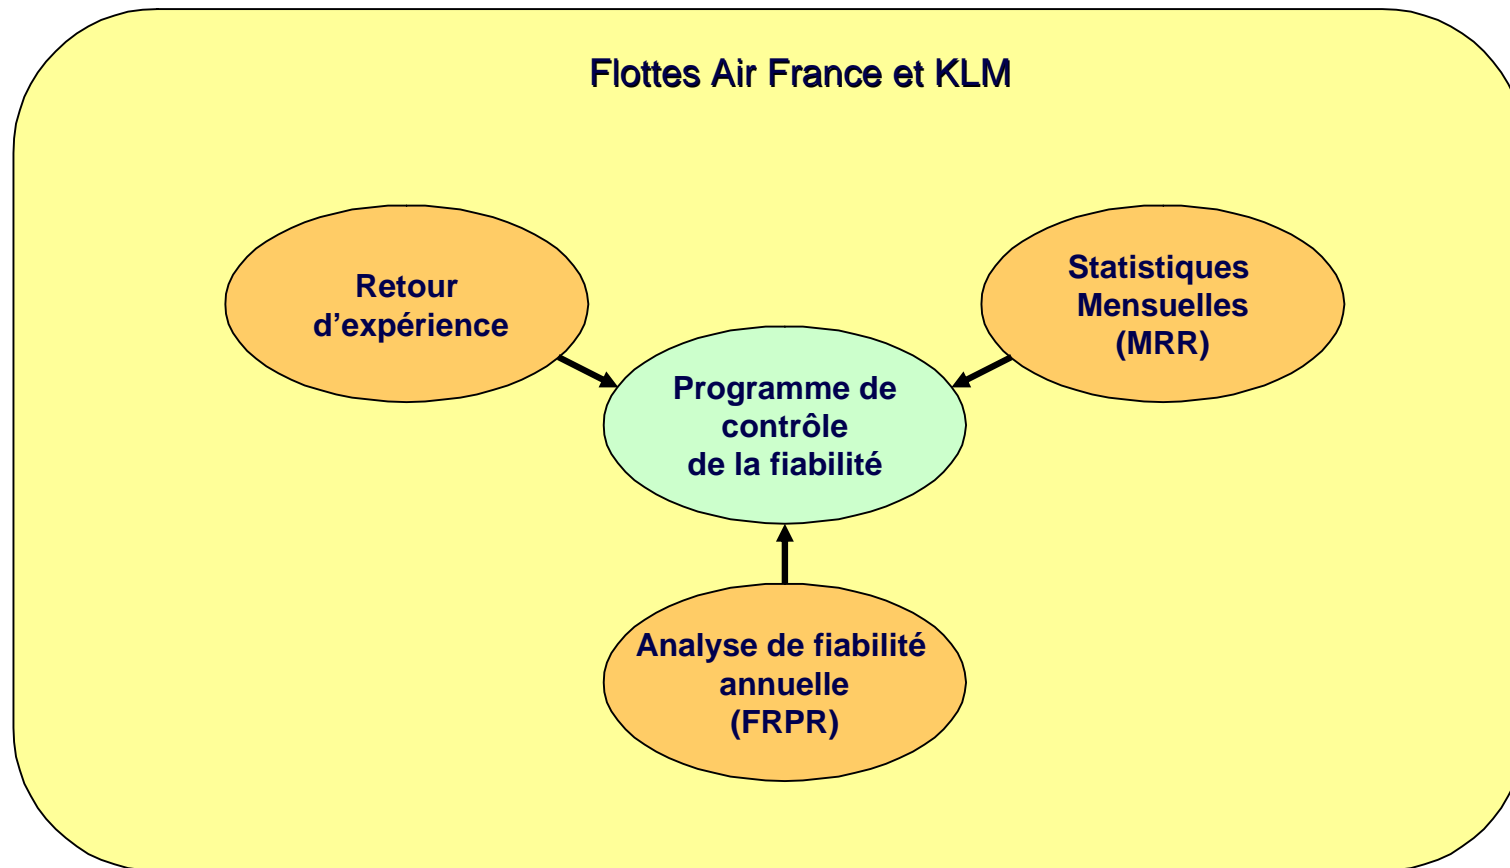 Flottes Air France et KLM
Retour
d’expérience
Statistiques
Mensuelles
(MRR)
Programme de
contrôle
de la fiabilité
Analyse de fiabilité
annuelle
(FRPR)